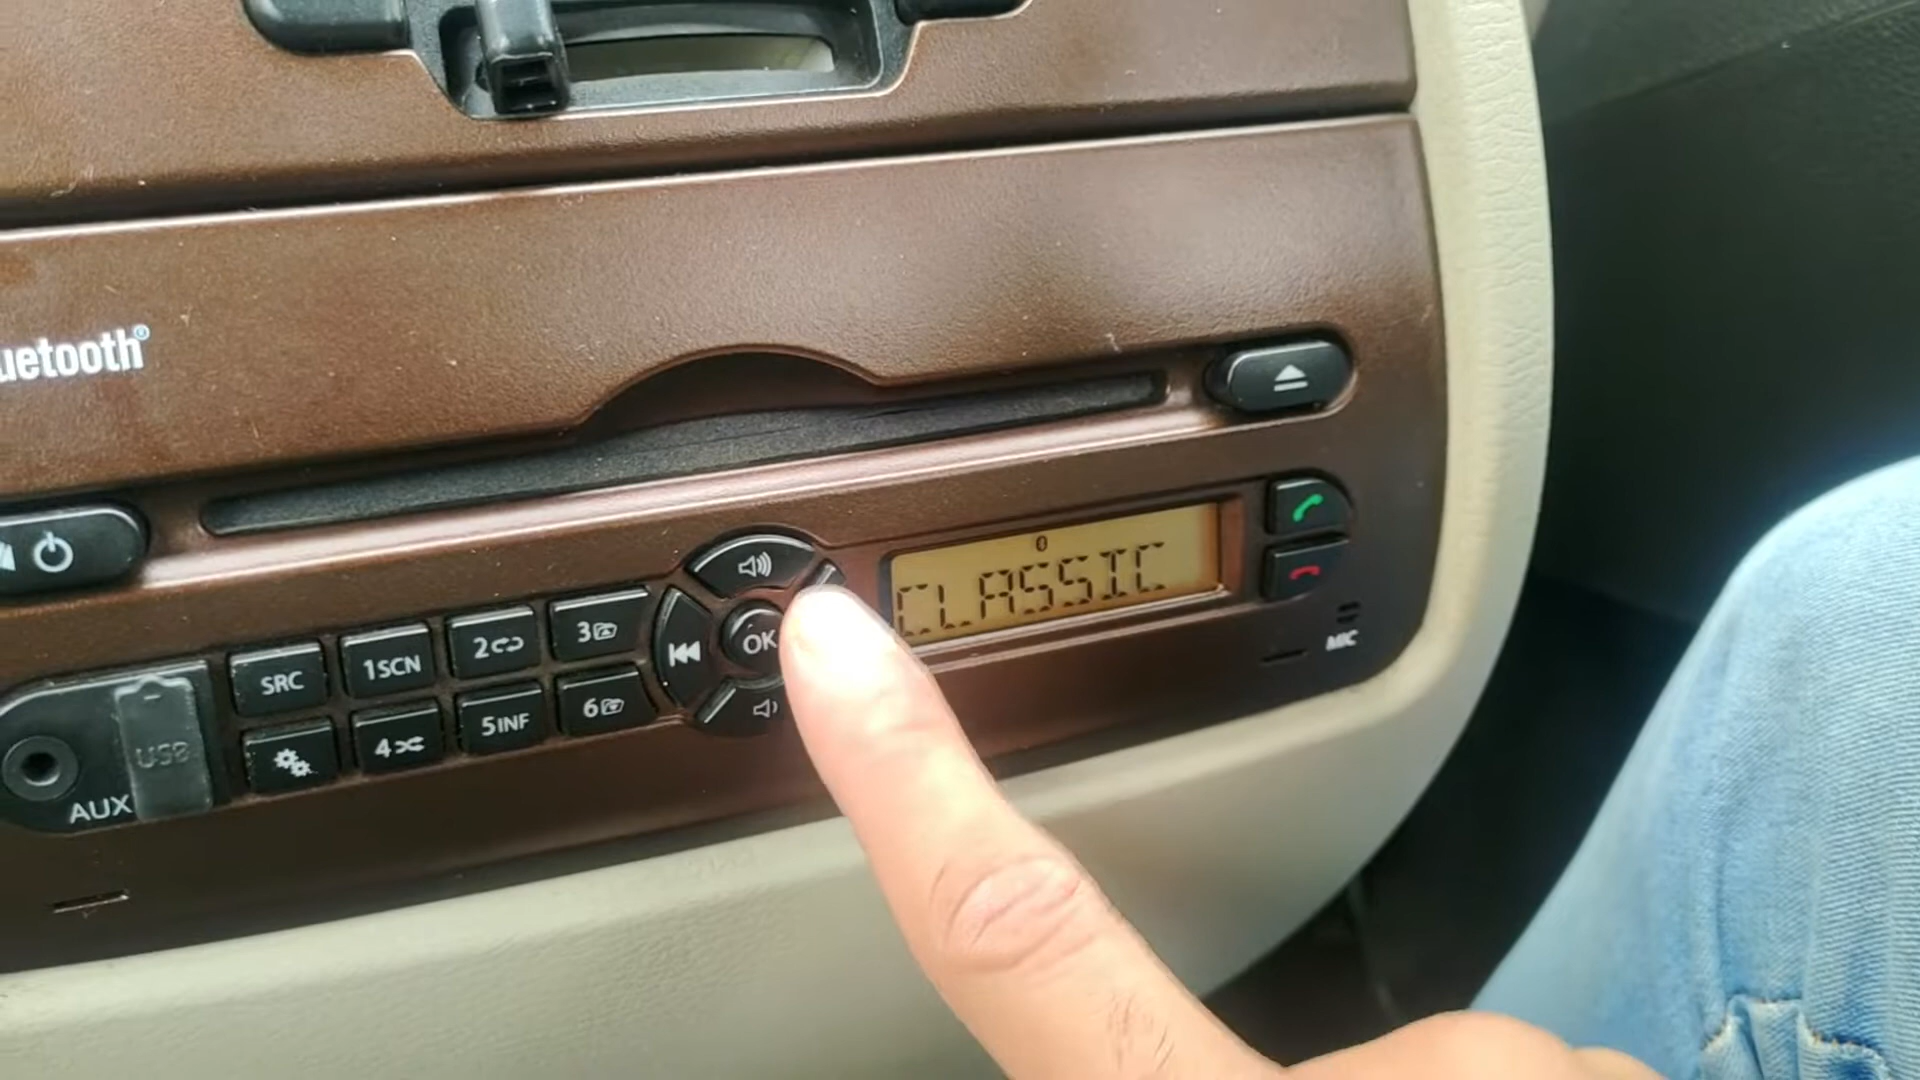 uetooth®
CLASSIC
SRC
1SCN
2
3
OK
4
5INF
6
USB
AUX
MIC